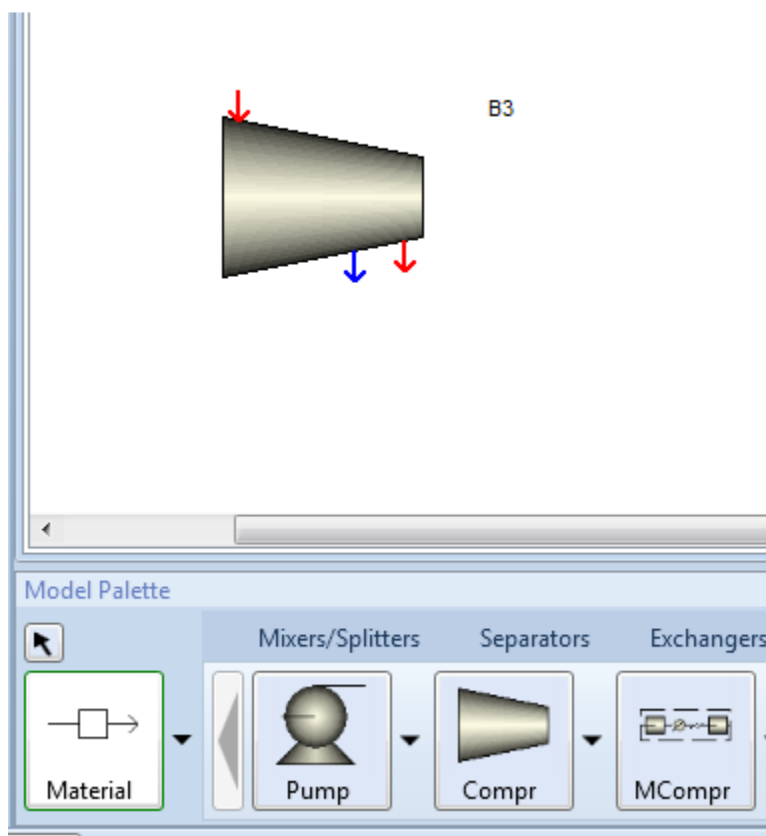 B3
Model Palette
Mixers/Splitters Separators Exchangers
Material Pump Compr MCompr